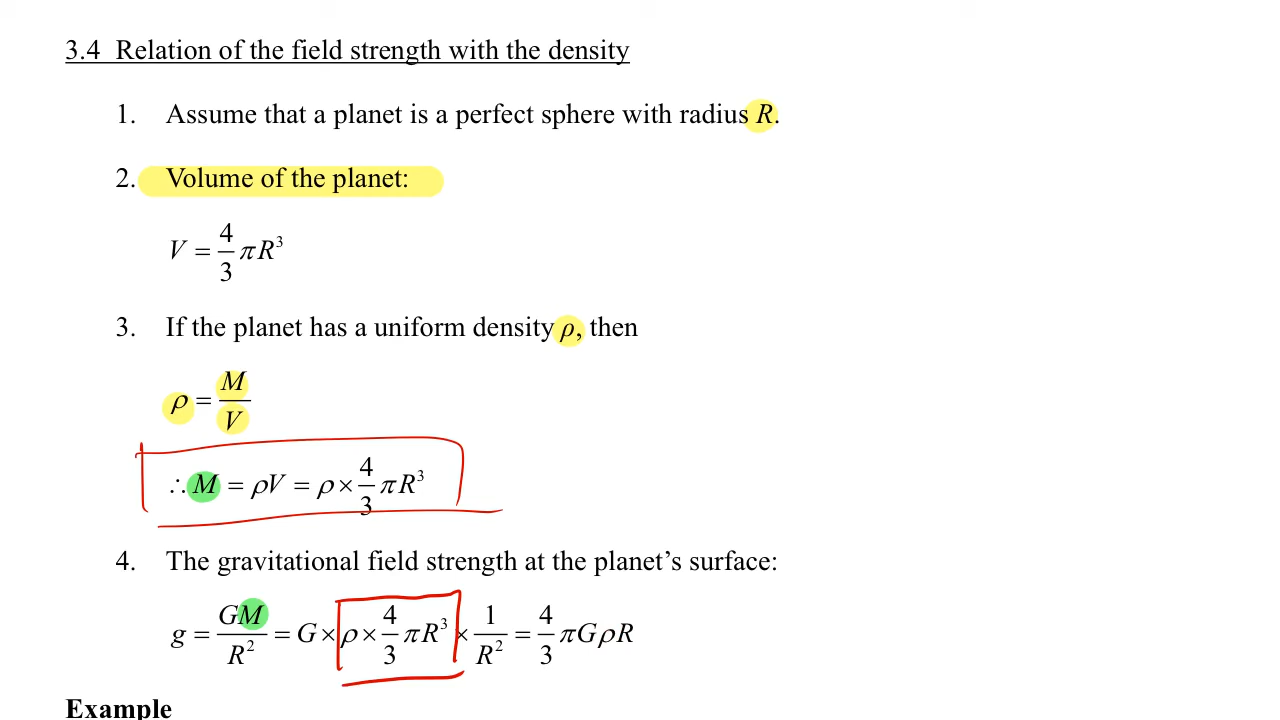 3.4 Relation of the field strength with the density
1. Assume that a planet is a perfect sphere with radius R.
2. Volume of the planet:
V = 4/3 πR³
3. If the planet has a uniform density ρ, then
ρ = M/V
∴ M = ρV = ρ × 4/3 πR³
4. The gravitational field strength at the planet’s surface:
g = GM/R² = G × ρ × 4/3 πR³ × 1/R² = 4/3 πGρR
Example